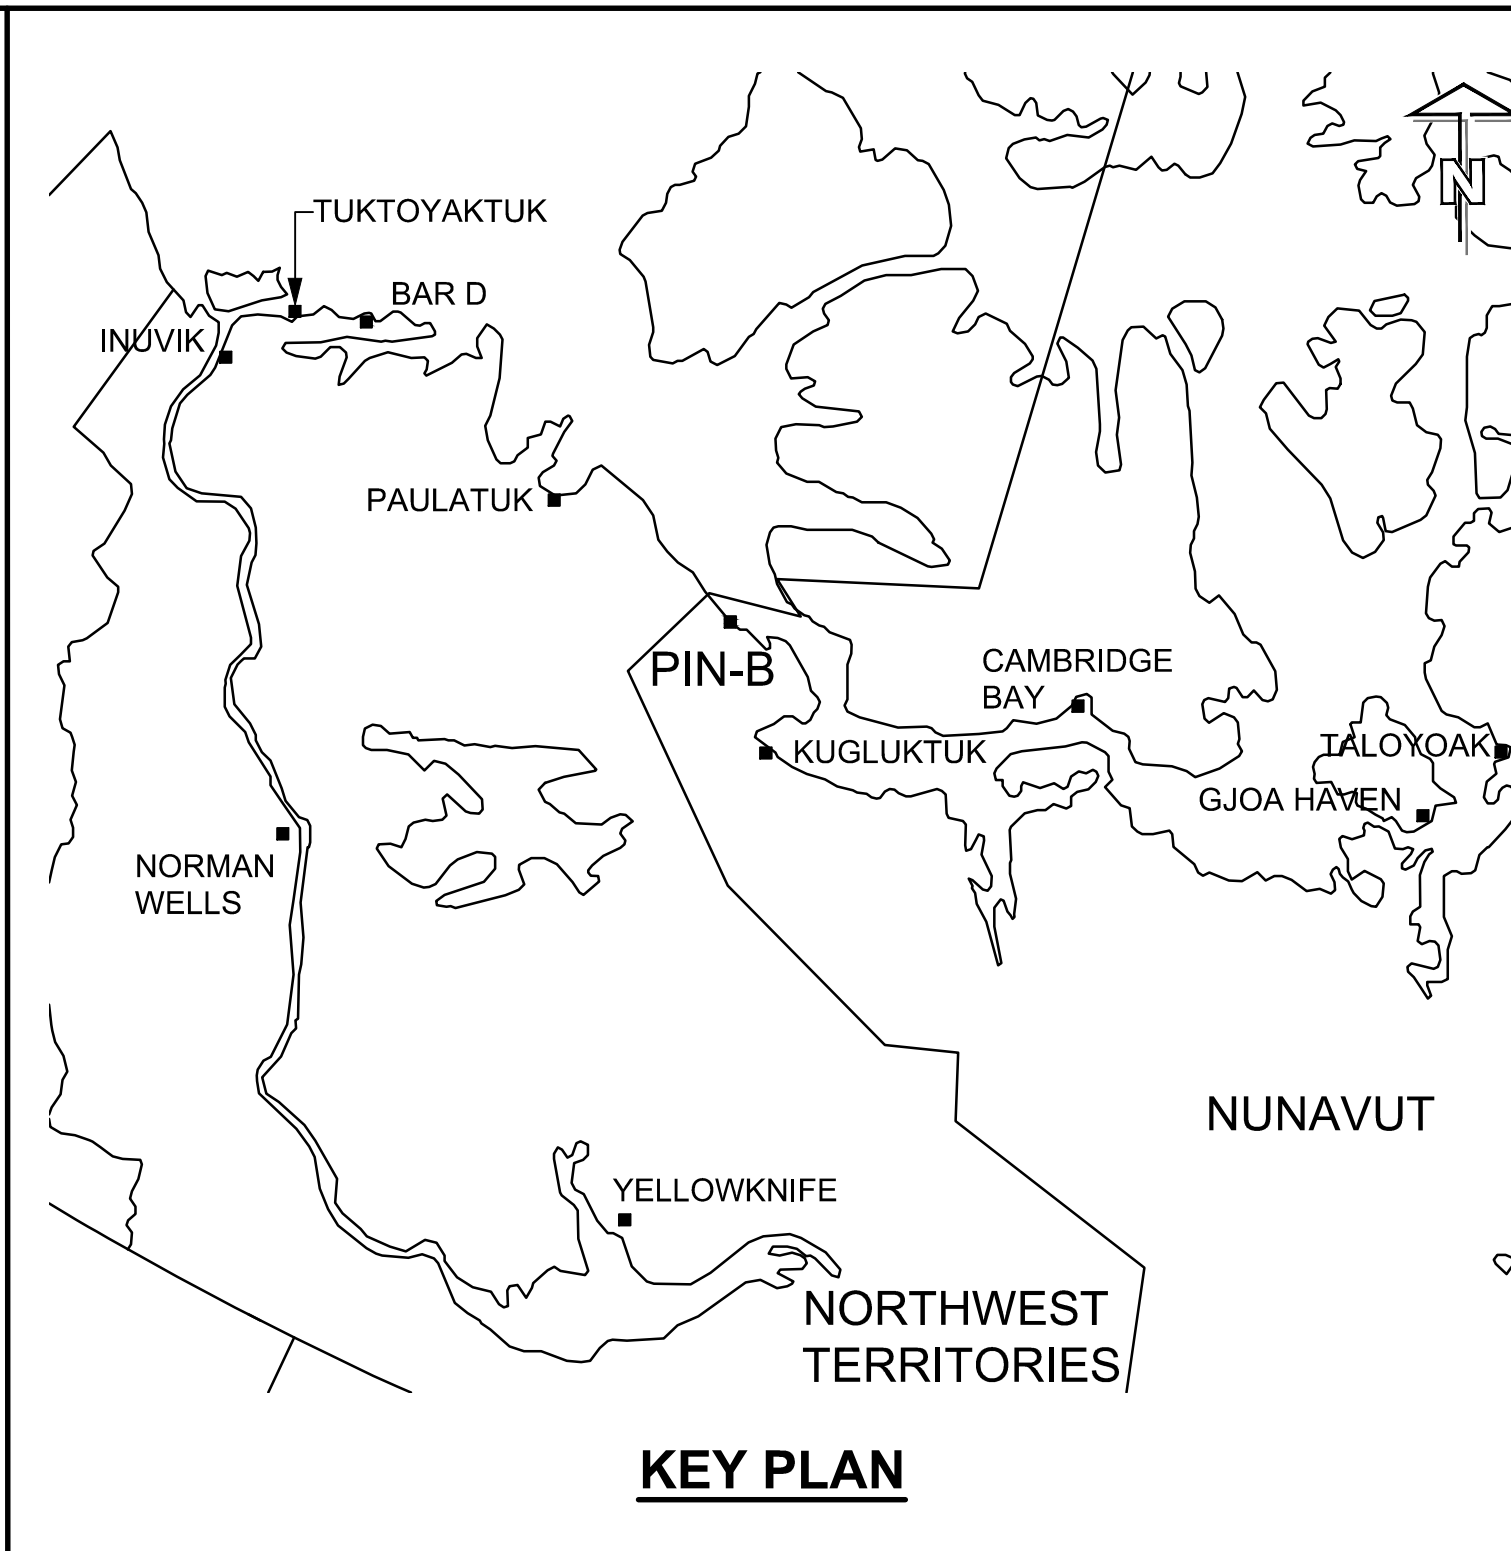 N
TUKTOYAKTUK
BAR D
INUVIK
PAULATUK
PIN-B
CAMBRIDGE
BAY
KUGLUKTUK
TALOYOAK
GJOA HAVEN
NORMAN
WELLS
NUNAVUT
YELLOWKNIFE
NORTHWEST
TERRITORIES
KEY PLAN